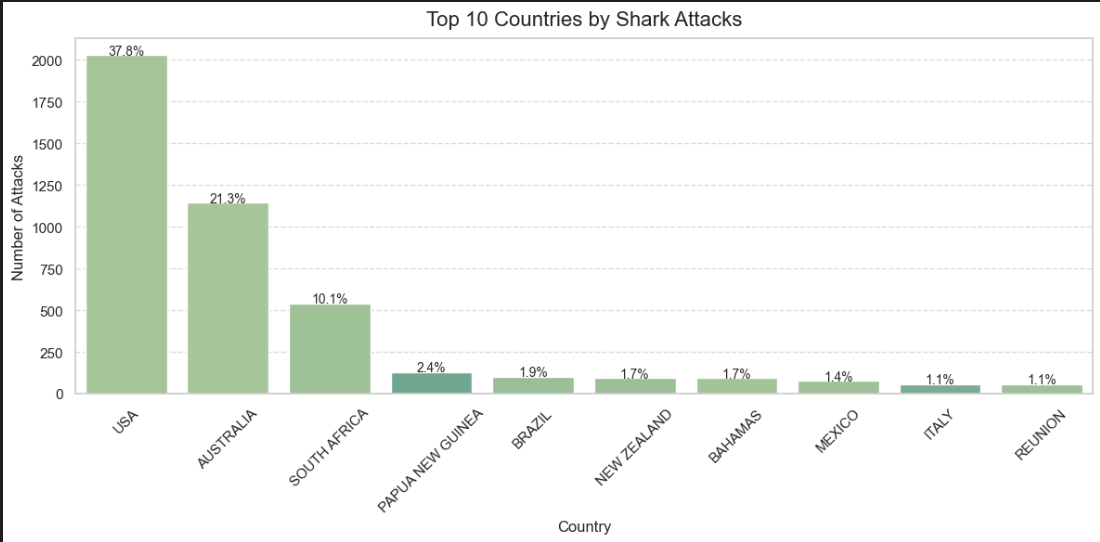 Top 10 Countries by Shark Attacks
Number of Attacks
2000
1750
1500
1250
1000
750
500
250
0
37.8%
21.3%
10.1%
2.4%
1.9%
1.7%
1.7%
1.4%
1.1%
1.1%
USA
AUSTRALIA
SOUTH AFRICA
PAPUA NEW GUINEA
BRAZIL
NEW ZEALAND
BAHAMAS
MEXICO
ITALY
REUNION
Country